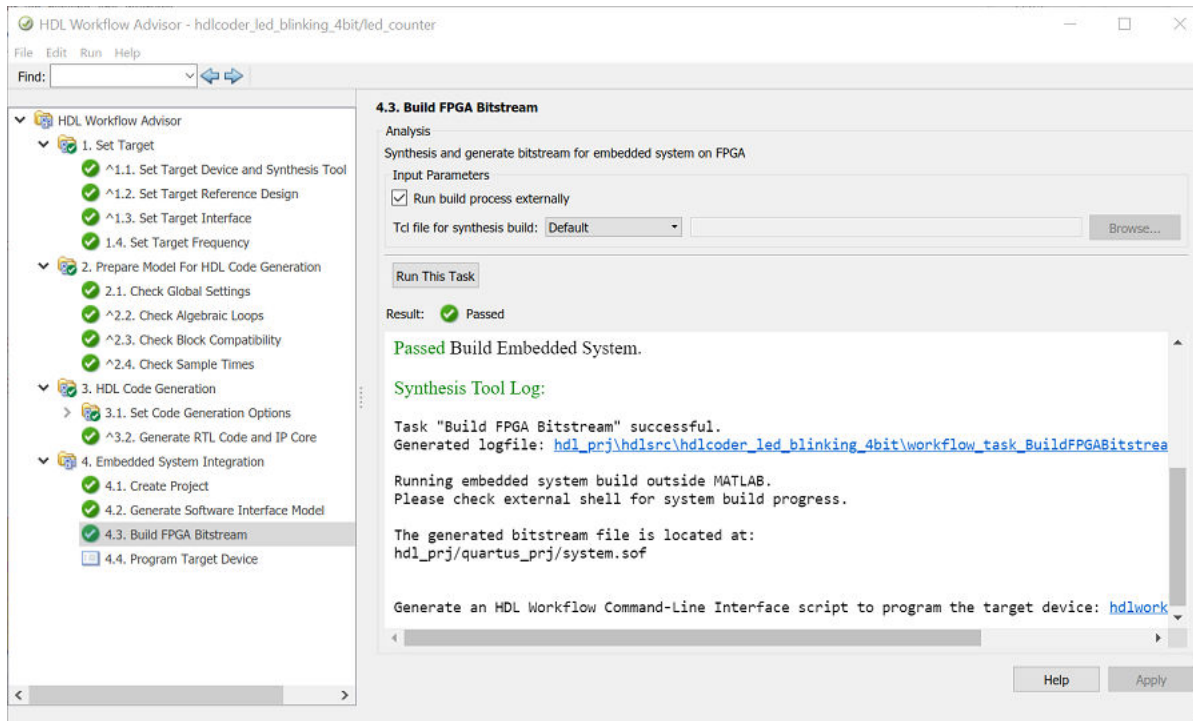 HDL Workflow Advisor - hdlcoder_led_blinking_4bit/led_counter
File Edit Run Help
Find:
HDL Workflow Advisor
1. Set Target
^1.1. Set Target Device and Synthesis Tool
^1.2. Set Target Reference Design
^1.3. Set Target Interface
1.4. Set Target Frequency
2. Prepare Model For HDL Code Generation
2.1. Check Global Settings
^2.2. Check Algebraic Loops
^2.3. Check Block Compatibility
^2.4. Check Sample Times
3. HDL Code Generation
3.1. Set Code Generation Options
^3.2. Generate RTL Code and IP Core
4. Embedded System Integration
4.1. Create Project
4.2. Generate Software Interface Model
4.3. Build FPGA Bitstream
4.4. Program Target Device
4.3. Build FPGA Bitstream
Analysis
Synthesis and generate bitstream for embedded system on FPGA
Input Parameters
Run build process externally
Tcl file for synthesis build: Default Browse...
Run This Task
Result: Passed
Passed Build Embedded System.
Synthesis Tool Log:
Task "Build FPGA Bitstream" successful.
Generated logfile: hdl_prj\hdlsrc\hdlcoder_led_blinking_4bit\workflow_task_BuildFPGABitstrea
Running embedded system build outside MATLAB.
Please check external shell for system build progress.
The generated bitstream file is located at:
hdl_prj/quartus_prj/system.sof
Generate an HDL Workflow Command-Line Interface script to program the target device: hdlwork
Help Apply